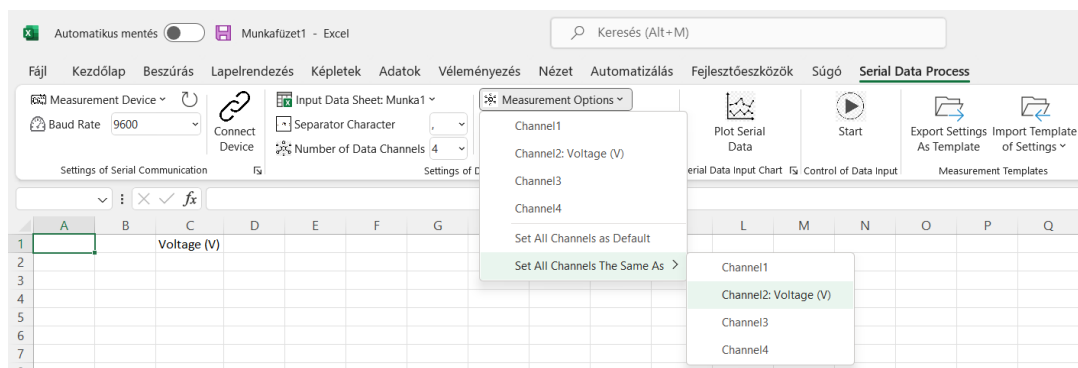 Automatikus mentés Munkafüzet1 - Excel Keresés (Alt+M)
Fájl Kezdőlap Beszúrás Lapelrendezés Képletek Adatok Véleményezés Nézet Automatizálás Fejlesztőeszközök Súgó Serial Data Process
Measurement Device
Baud Rate 9600
Connect
Device
Settings of Serial Communication
Input Data Sheet: Munka1
Separator Character ,
Number of Data Channels 4
Measurement Options
Settings of D
Plot Serial
Data
erial Data Input Chart
Start
Control of Data Input
Export Settings
As Template
Import Template
of Settings
Measurement Templates
Channel1
Channel2: Voltage (V)
Channel3
Channel4
Set All Channels as Default
Set All Channels The Same As
Channel1
Channel2: Voltage (V)
Channel3
Channel4
fx
A B C D E F G L M N O P Q
1 Voltage (V)
2
3
4
5
6
7